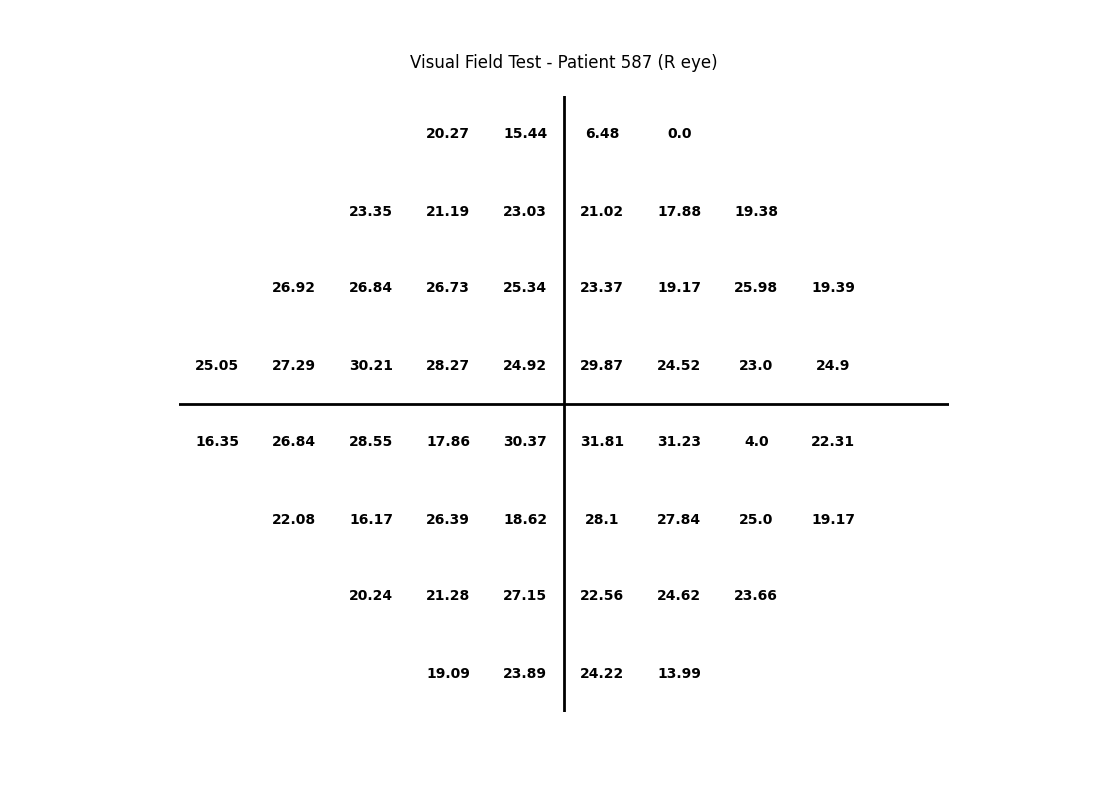 Visual Field Test - Patient 587 (R eye)
20.27 15.44 6.48 0.0
23.35 21.19 23.03 21.02 17.88 19.38
26.92 26.84 26.73 25.34 23.37 19.17 25.98 19.39
25.05 27.29 30.21 28.27 24.92 29.87 24.52 23.0 24.9
16.35 26.84 28.55 17.86 30.37 31.81 31.23 4.0 22.31
22.08 16.17 26.39 18.62 28.1 27.84 25.0 19.17
20.24 21.28 27.15 22.56 24.62 23.66
19.09 23.89 24.22 13.99